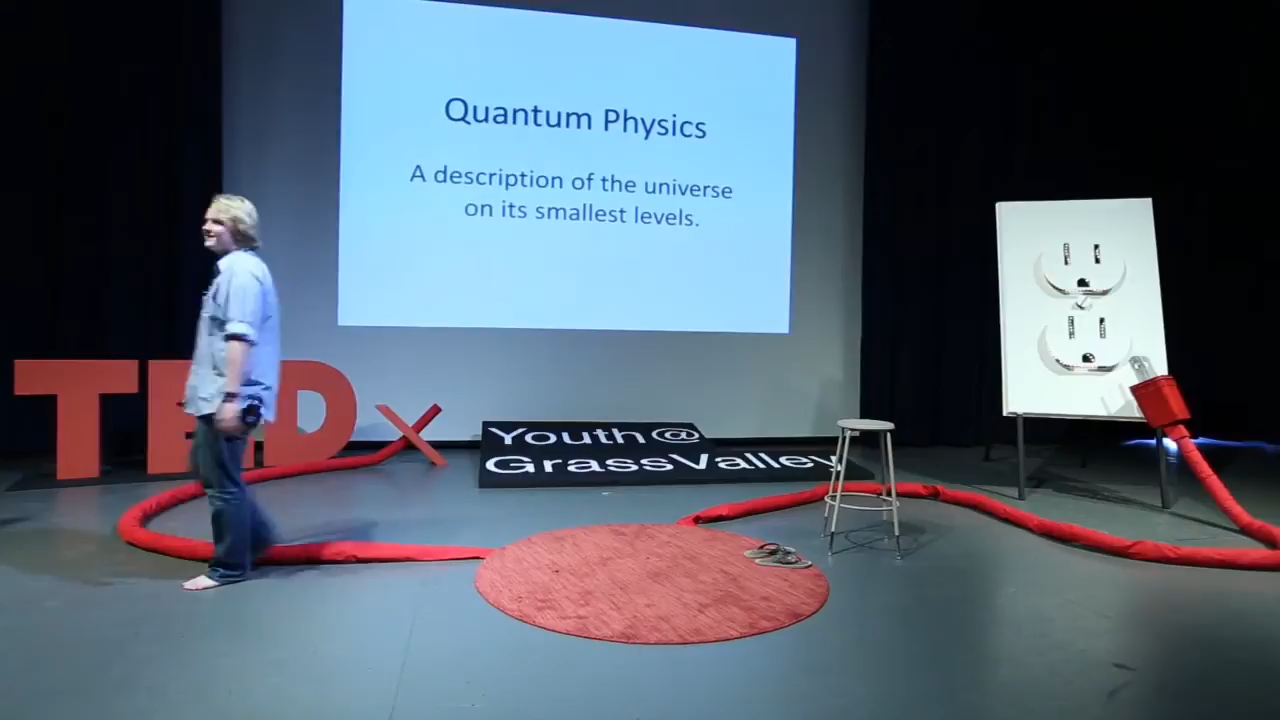 Quantum Physics
A description of the universe
on its smallest levels.
TEDx
Youth@
GrassValley